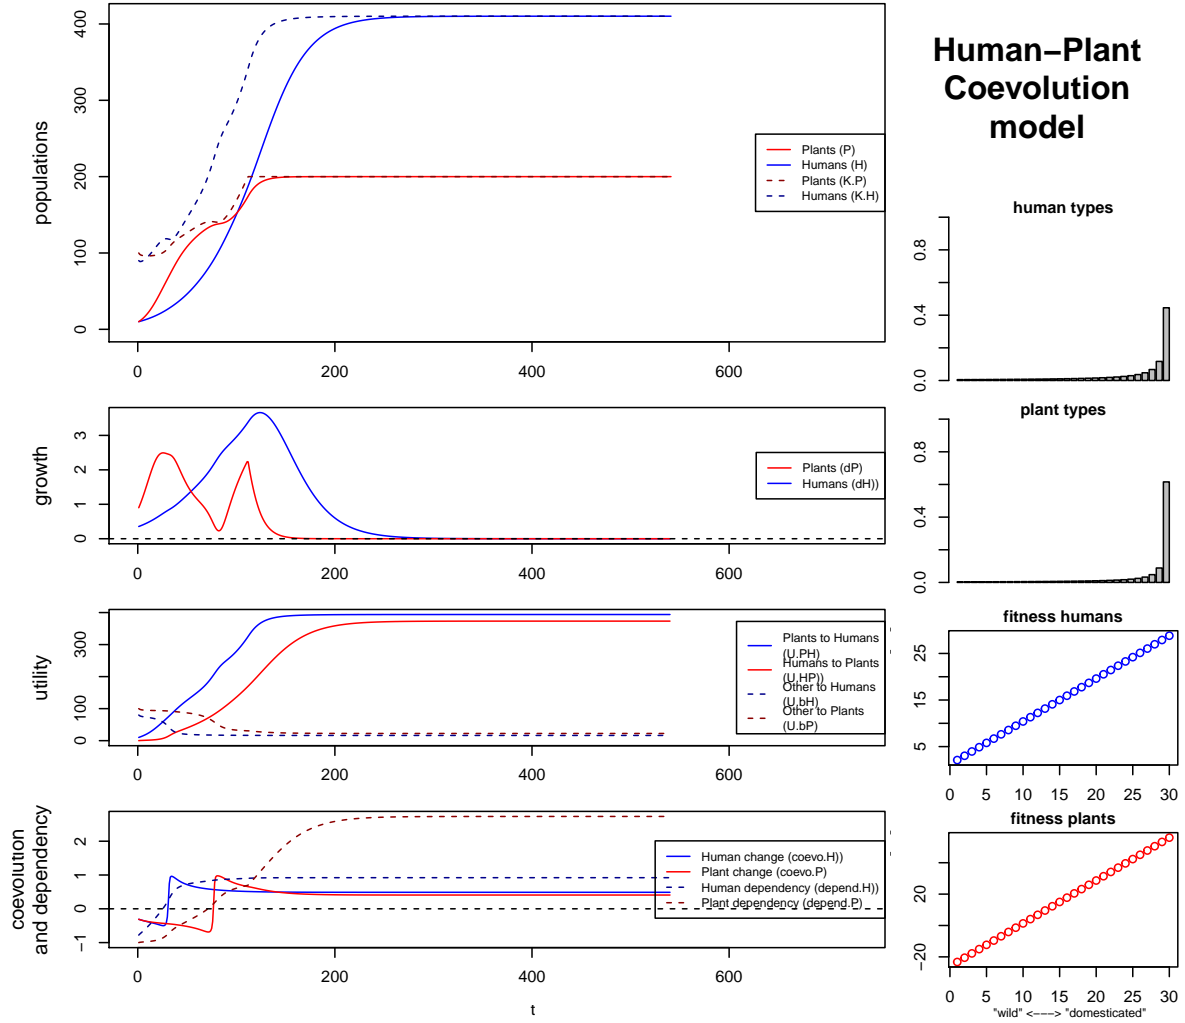 Human−Plant
Coevolution
model
populations
0
100
200
300
400
0
200
400
600
Plants (P)
Humans (H)
Plants (K.P)
Humans (K.H)
human types
0.0
0.4
0.8
growth
0
1
2
3
0
200
400
600
Plants (dP)
Humans (dH))
plant types
0.0
0.4
0.8
utility
0
100
300
0
200
400
600
Plants to Humans
(U.PH)
Humans to Plants
(U.HP))
Other to Humans
(U.bH)
Other to Plants
(U.bP)
fitness humans
5
15
25
0 5 10 15 20 25 30
coevolution
and dependency
−1
0
1
2
0
200
400
600
t
Human change (coevo.H))
Plant change (coevo.P)
Human dependency (depend.H))
Plant dependency (depend.P)
fitness plants
−20
20
0 5 10 15 20 25 30
"wild" <−−−> "domesticated"